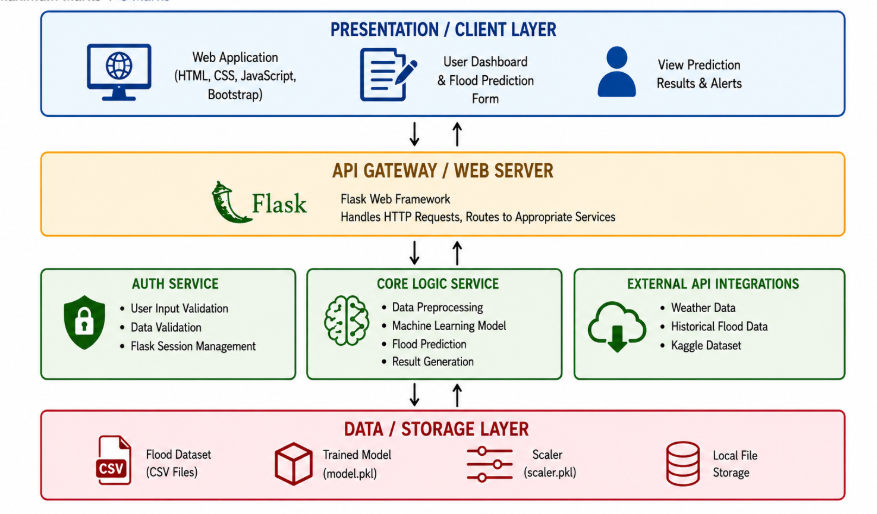 PRESENTATION / CLIENT LAYER
Web Application
(HTML, CSS, JavaScript,
Bootstrap)
User Dashboard
& Flood Prediction
Form
View Prediction
Results & Alerts
API GATEWAY / WEB SERVER
Flask
Flask Web Framework
Handles HTTP Requests, Routes to Appropriate Services
AUTH SERVICE
• User Input Validation
• Data Validation
• Flask Session Management
CORE LOGIC SERVICE
• Data Preprocessing
• Machine Learning Model
• Flood Prediction
• Result Generation
EXTERNAL API INTEGRATIONS
• Weather Data
• Historical Flood Data
• Kaggle Dataset
DATA / STORAGE LAYER
CSV
Flood Dataset
(CSV Files)
Trained Model
(model.pkl)
Scaler
(scaler.pkl)
Local File
Storage